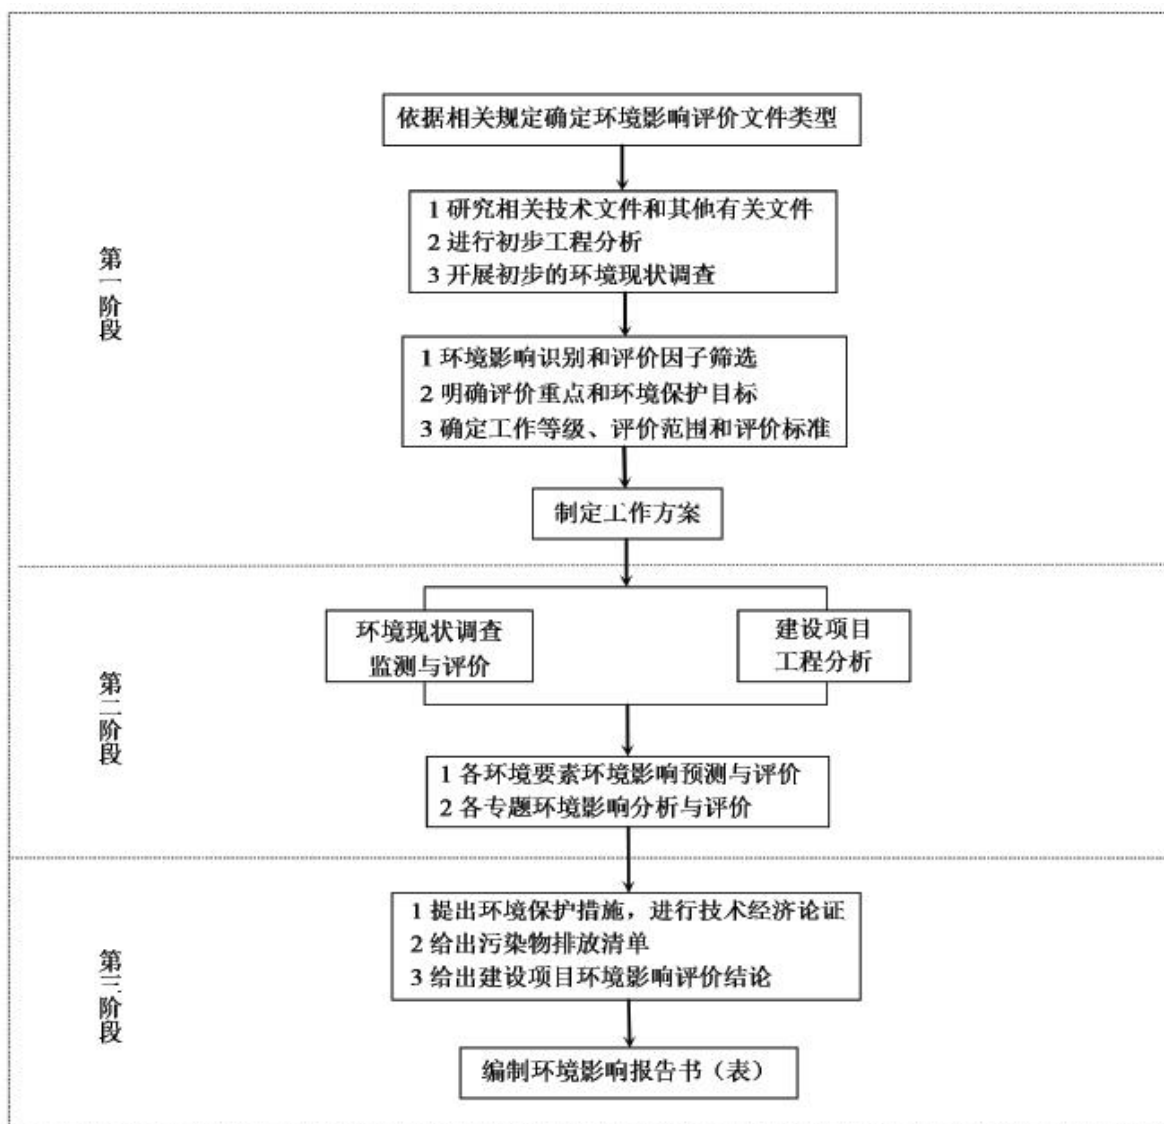 依据相关规定确定环境影响评价文件类型
1 研究相关技术文件和其他有关文件
2 进行初步工程分析
3 开展初步的环境现状调查
第一阶段
1 环境影响识别和评价因子筛选
2 明确评价重点和环境保护目标
3 确定工作等级、评价范围和评价标准
制定工作方案
环境现状调查
监测与评价
建设项目
工程分析
第二阶段
1 各环境要素环境影响预测与评价
2 各专题环境影响分析与评价
1 提出环境保护措施，进行技术经济论证
2 给出污染物排放清单
3 给出建设项目环境影响评价结论
第三阶段
编制环境影响报告书（表）